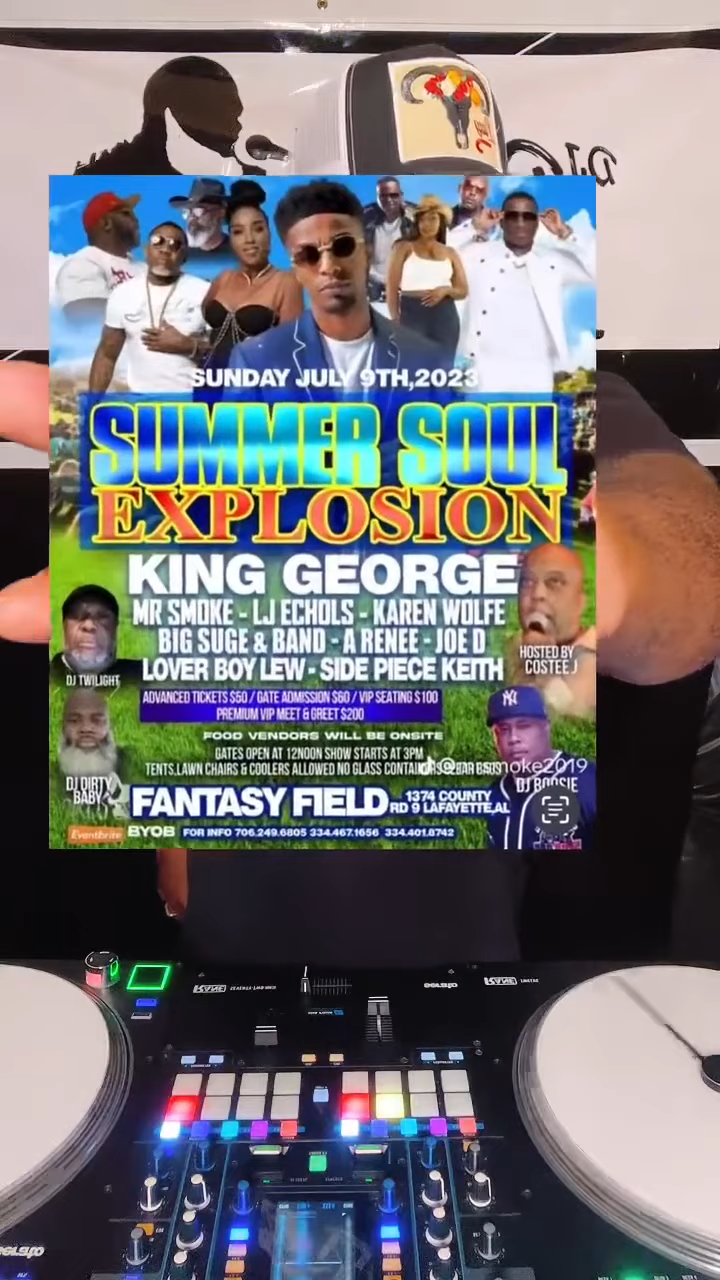 SUNDAY JULY 9TH,2023
SUMMER SOUL
EXPLOSION
KING GEORGE
MR SMOKE - LJ ECHOLS - KAREN WOLFE
BIG SUGE & BAND - A RENEE - JOE D
LOVER BOY LEW - SIDE PIECE KEITH
HOSTED BY
COSTEE J
DJ TWILIGHT
ADVANCED TICKETS $50 / GATE ADMISSION $60 / VIP SEATING $100
PREMIUM VIP MEET & GREET $200
FOOD VENDORS WILL BE ONSITE
GATES OPEN AT 12NOON SHOW STARTS AT 3PM
TENTS,LAWN CHAIRS & COOLERS ALLOWED NO GLASS
DJ DIRTY
BABY
DJ BOOSIE
FANTASY FIELD
1374 COUNTY
RD 9 LAFAYETTE,AL
Eventbrite
BYOB
FOR INFO 706.249.6805 334.467.1656 334.401.8742
RANE
RANE
serato